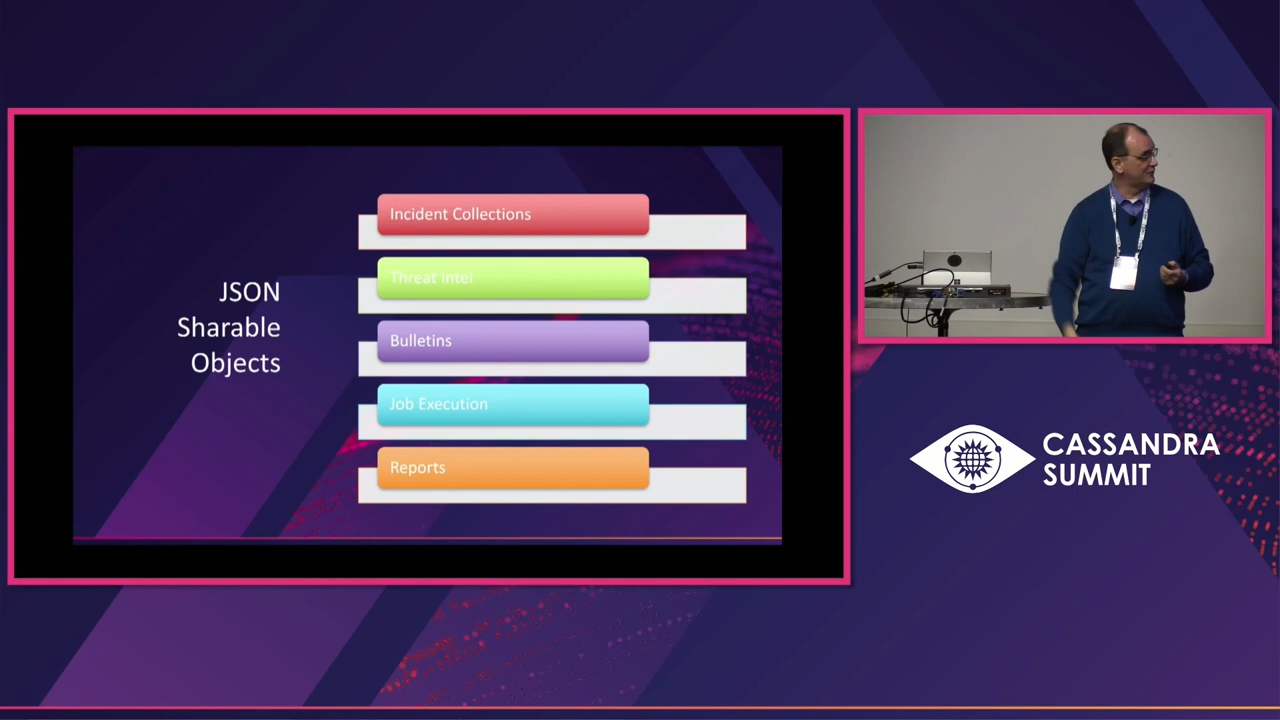 JSON
Sharable
Objects
Incident Collections
Threat Intel
Bulletins
Job Execution
Reports
CASSANDRA
SUMMIT